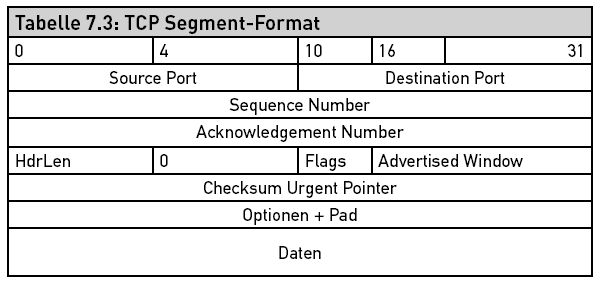 Tabelle 7.3: TCP Segment-Format
0 4 10 16 31
Source Port Destination Port
Sequence Number
Acknowledgement Number
HdrLen 0 Flags Advertised Window
Checksum Urgent Pointer
Optionen + Pad
Daten